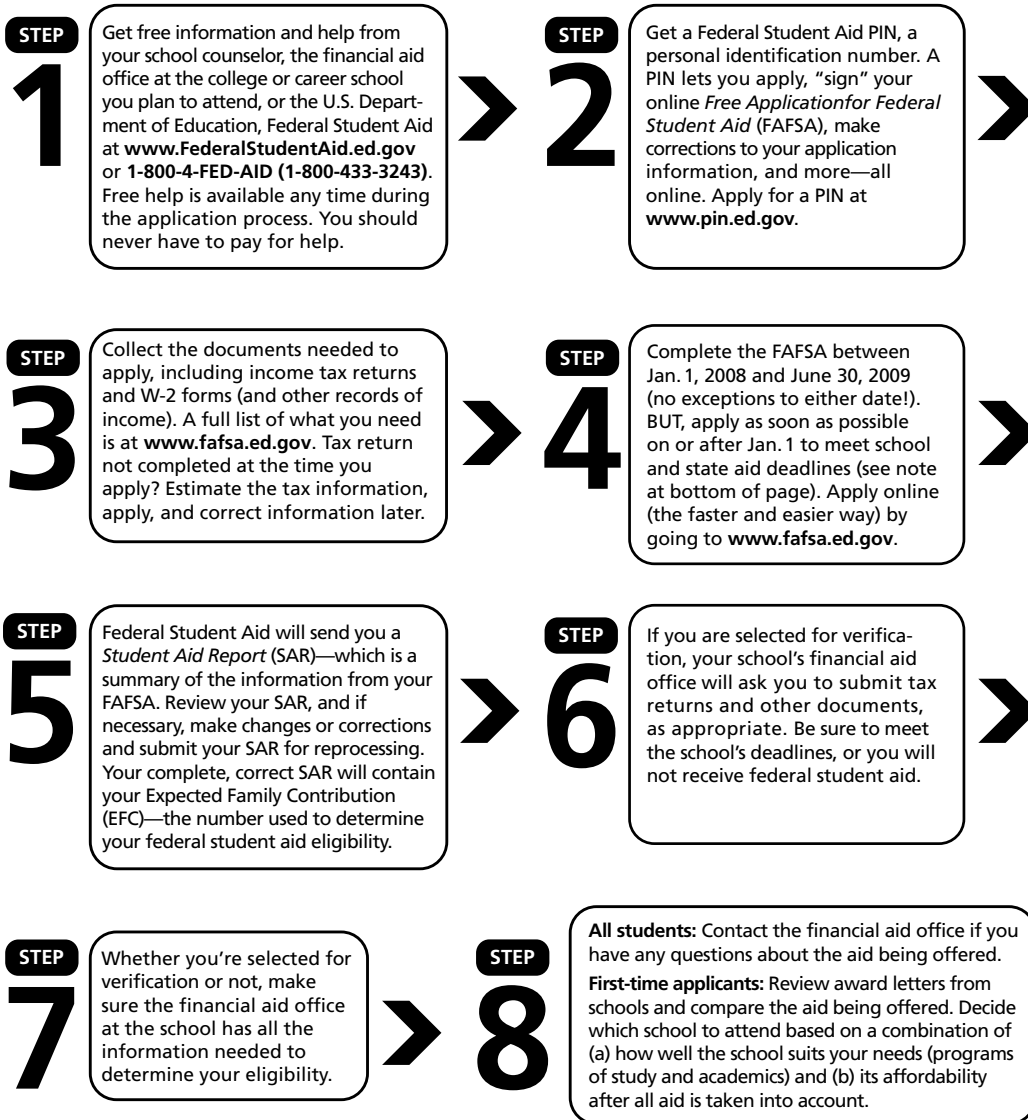 STEP
1
Get free information and help from
your school counselor, the financial aid
office at the college or career school
you plan to attend, or the U.S. Depart-
ment of Education, Federal Student Aid
at www.FederalStudentAid.ed.gov
or 1-800-4-FED-AID (1-800-433-3243).
Free help is available any time during
the application process. You should
never have to pay for help.
STEP
2
Get a Federal Student Aid PIN, a
personal identification number. A
PIN lets you apply, “sign” your
online Free Applicationfor Federal
Student Aid (FAFSA), make
corrections to your application
information, and more—all
online. Apply for a PIN at
www.pin.ed.gov.
STEP
3
Collect the documents needed to
apply, including income tax returns
and W-2 forms (and other records of
income). A full list of what you need
is at www.fafsa.ed.gov. Tax return
not completed at the time you
apply? Estimate the tax information,
apply, and correct information later.
STEP
4
Complete the FAFSA between
Jan. 1, 2008 and June 30, 2009
(no exceptions to either date!).
BUT, apply as soon as possible
on or after Jan. 1 to meet school
and state aid deadlines (see note
at bottom of page). Apply online
(the faster and easier way) by
going to www.fafsa.ed.gov.
STEP
5
Federal Student Aid will send you a
Student Aid Report (SAR)—which is a
summary of the information from your
FAFSA. Review your SAR, and if
necessary, make changes or corrections
and submit your SAR for reprocessing.
Your complete, correct SAR will contain
your Expected Family Contribution
(EFC)—the number used to determine
your federal student aid eligibility.
STEP
6
If you are selected for verifica-
tion, your school’s financial aid
office will ask you to submit tax
returns and other documents,
as appropriate. Be sure to meet
the school’s deadlines, or you will
not receive federal student aid.
STEP
7
Whether you’re selected for
verification or not, make
sure the financial aid office
at the school has all the
information needed to
determine your eligibility.
STEP
8
All students: Contact the financial aid office if you
have any questions about the aid being offered.
First-time applicants: Review award letters from
schools and compare the aid being offered. Decide
which school to attend based on a combination of
(a) how well the school suits your needs (programs
of study and academics) and (b) its affordability
after all aid is taken into account.